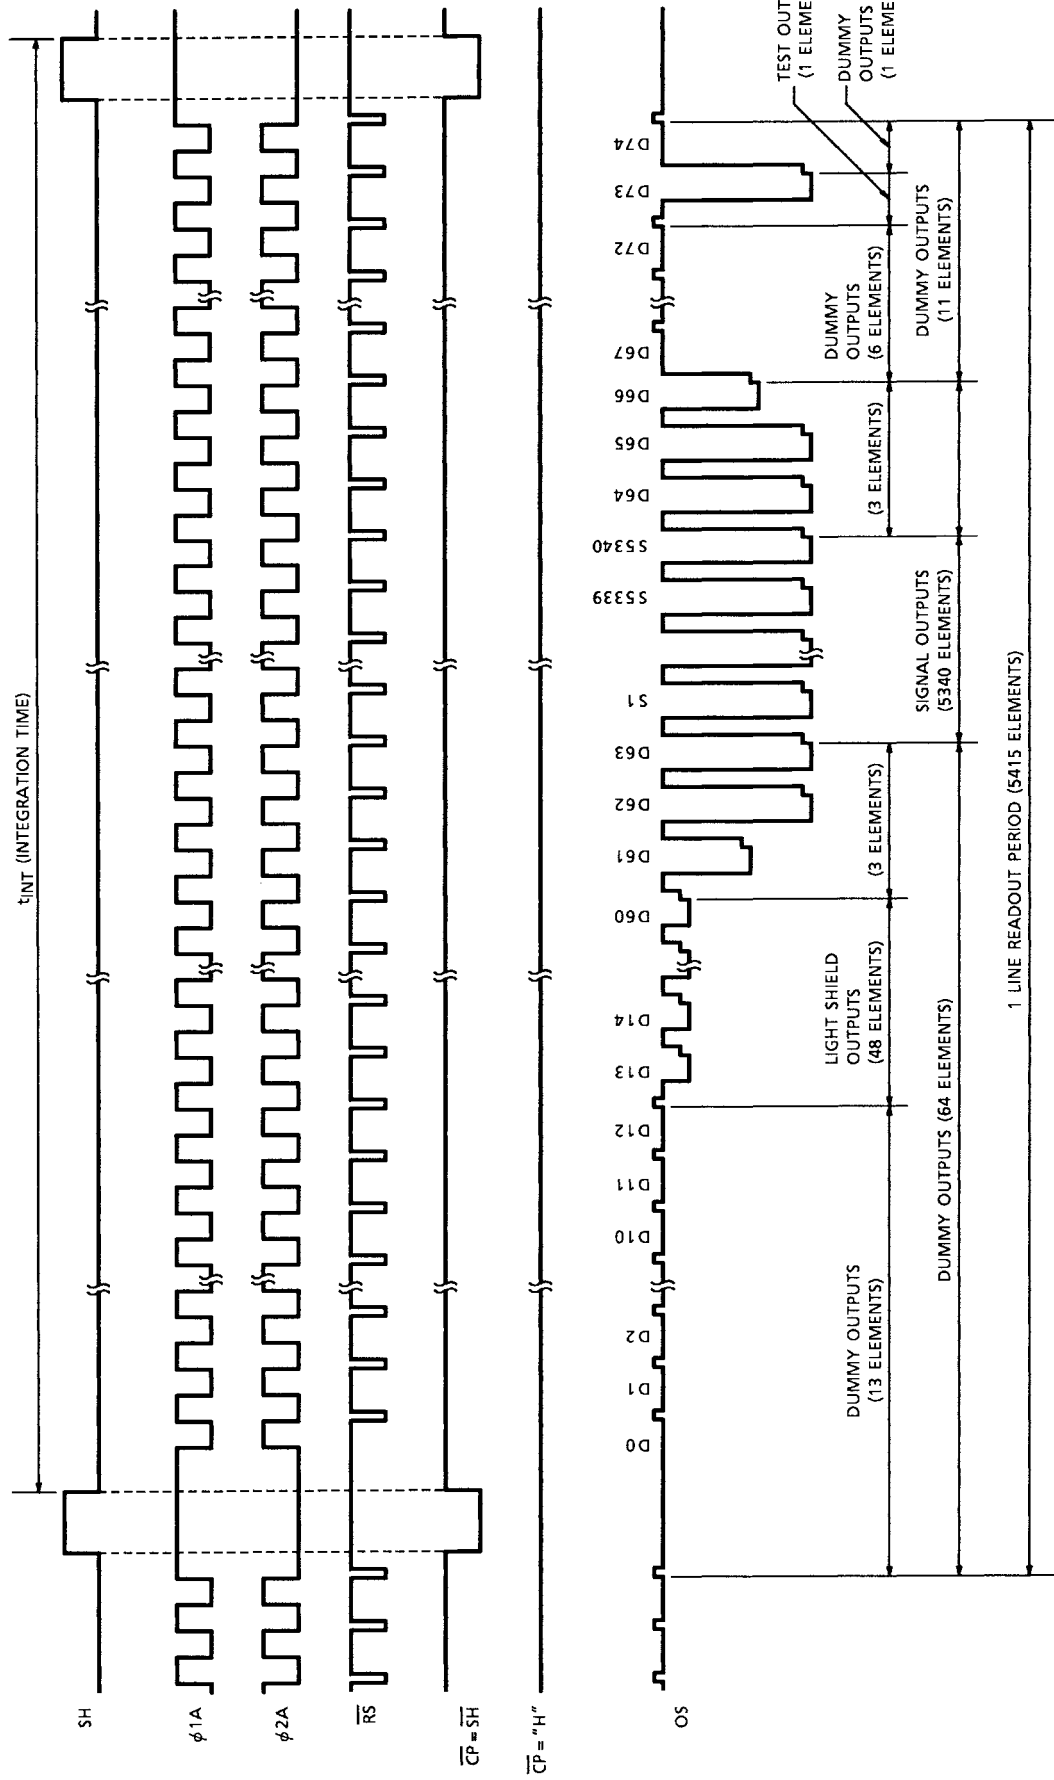 tINT (INTEGRATION TIME)
SH
φ1A
φ2A
RS
CP = SH
CP = "H"
OS
D0
D1
D2
D10
D11
D12
D13
D14
D60
D61
D62
D63
S1
S5339
S5340
D64
D65
D66
D67
D72
D73
D74
DUMMY OUTPUTS
(13 ELEMENTS)
LIGHT SHIELD
OUTPUTS
(48 ELEMENTS)
(3 ELEMENTS)
(3 ELEMENTS)
DUMMY
OUTPUTS
(6 ELEMENTS)
TEST OUT
(1 ELEME
DUMMY
OUTPUTS
(1 ELEME
DUMMY OUTPUTS (64 ELEMENTS)
SIGNAL OUTPUTS
(5340 ELEMENTS)
DUMMY OUTPUTS
(11 ELEMENTS)
1 LINE READOUT PERIOD (5415 ELEMENTS)